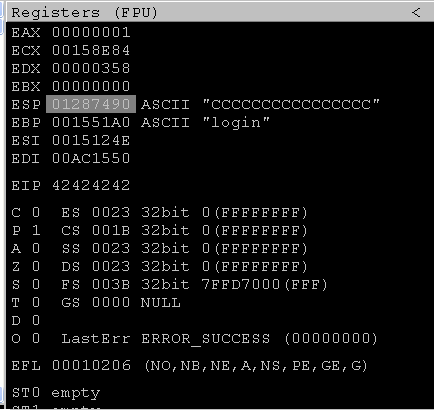 Registers (FPU) <
EAX 00000001
ECX 00158E84
EDX 00000358
EBX 00000000
ESP 01287490 ASCII "CCCCCCCCCCCCCCCC"
EBP 001551A0 ASCII "login"
ESI 0015124E
EDI 00AC1550
EIP 42424242
C 0 ES 0023 32bit 0(FFFFFFFF)
P 1 CS 001B 32bit 0(FFFFFFFF)
A 0 SS 0023 32bit 0(FFFFFFFF)
Z 0 DS 0023 32bit 0(FFFFFFFF)
S 0 FS 003B 32bit 7FFD7000(FFF)
T 0 GS 0000 NULL
D 0
O 0 LastErr ERROR_SUCCESS (00000000)
EFL 00010206 (NO,NB,NE,A,NS,PE,GE,G)
ST0 empty
ST1 empty